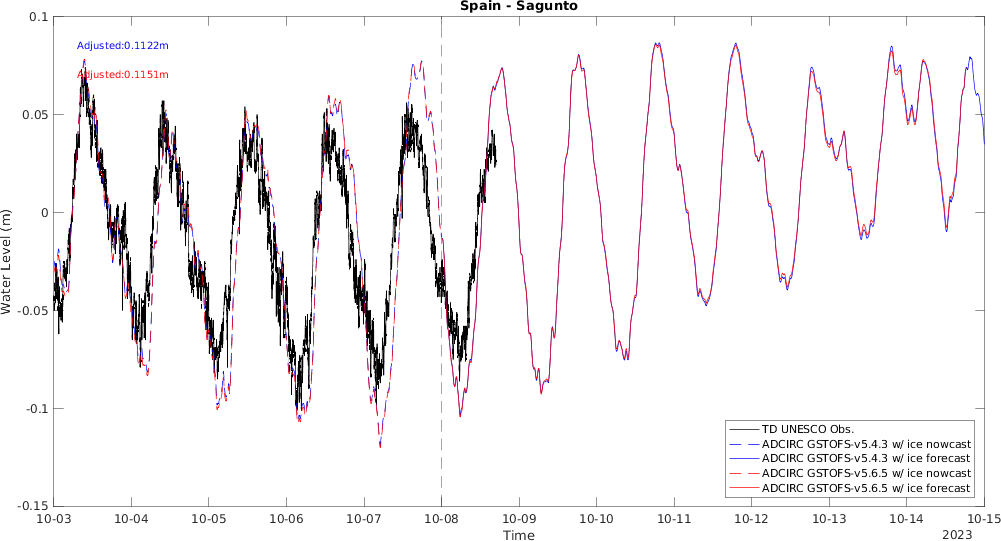 Spain - Sagunto
Adjusted:0.1122m
Adjusted:0.1151m
0.1
0.05
0
-0.05
-0.1
-0.15
Water Level (m)
TD UNESCO Obs.
ADCIRC GSTOFS-v5.4.3 w/ ice nowcast
ADCIRC GSTOFS-v5.4.3 w/ ice forecast
ADCIRC GSTOFS-v5.6.5 w/ ice nowcast
ADCIRC GSTOFS-v5.6.5 w/ ice forecast
10-03 10-04 10-05 10-06 10-07 10-08 10-09 10-10 10-11 10-12 10-13 10-14 10-15
Time
2023